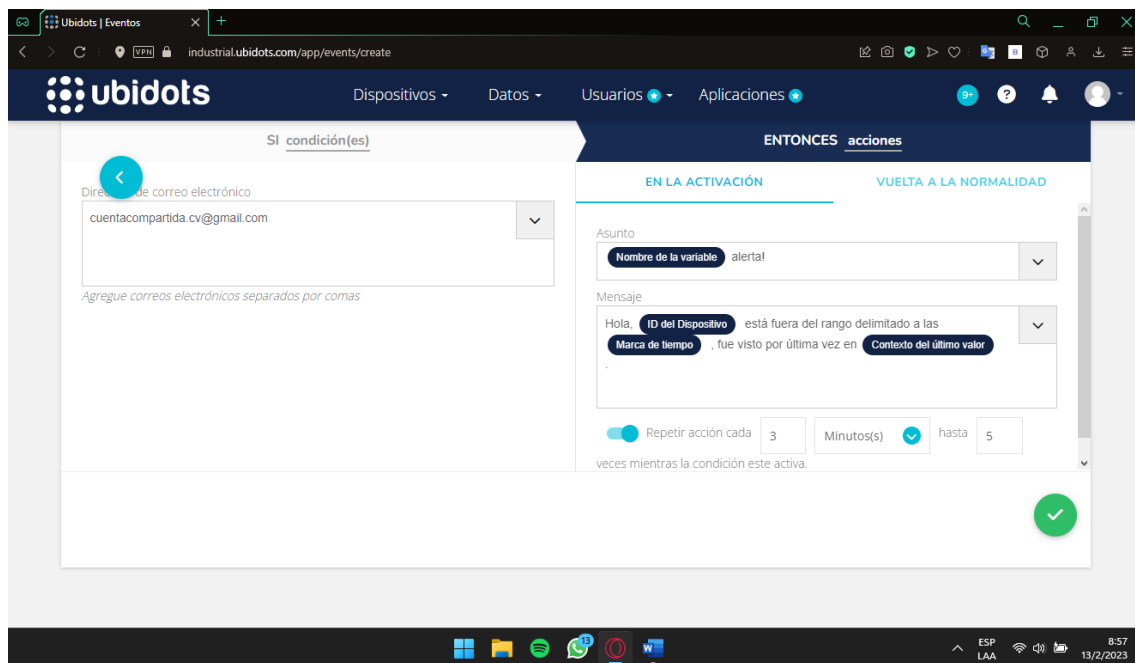 Ubidots | Eventos
VPN
industrial.ubidots.com/app/events/create
ubidots
Dispositivos
Datos
Usuarios
Aplicaciones
9+
?
SI condición(es)
ENTONCES acciones
EN LA ACTIVACIÓN
VUELTA A LA NORMALIDAD
de correo electrónico
cuentacompartida.cv@gmail.com
Agregue correos electrónicos separados por comas
Asunto
Nombre de la variable alerta!
Mensaje
Hola, ID del Dispositivo está fuera del rango delimitado a las
Marca de tiempo , fue visto por última vez en Contexto del último valor
.
Repetir acción cada 3 Minutos(s) hasta 5
veces mientras la condición este activa.
13
W
ESP
LAA
8:57
13/2/2023